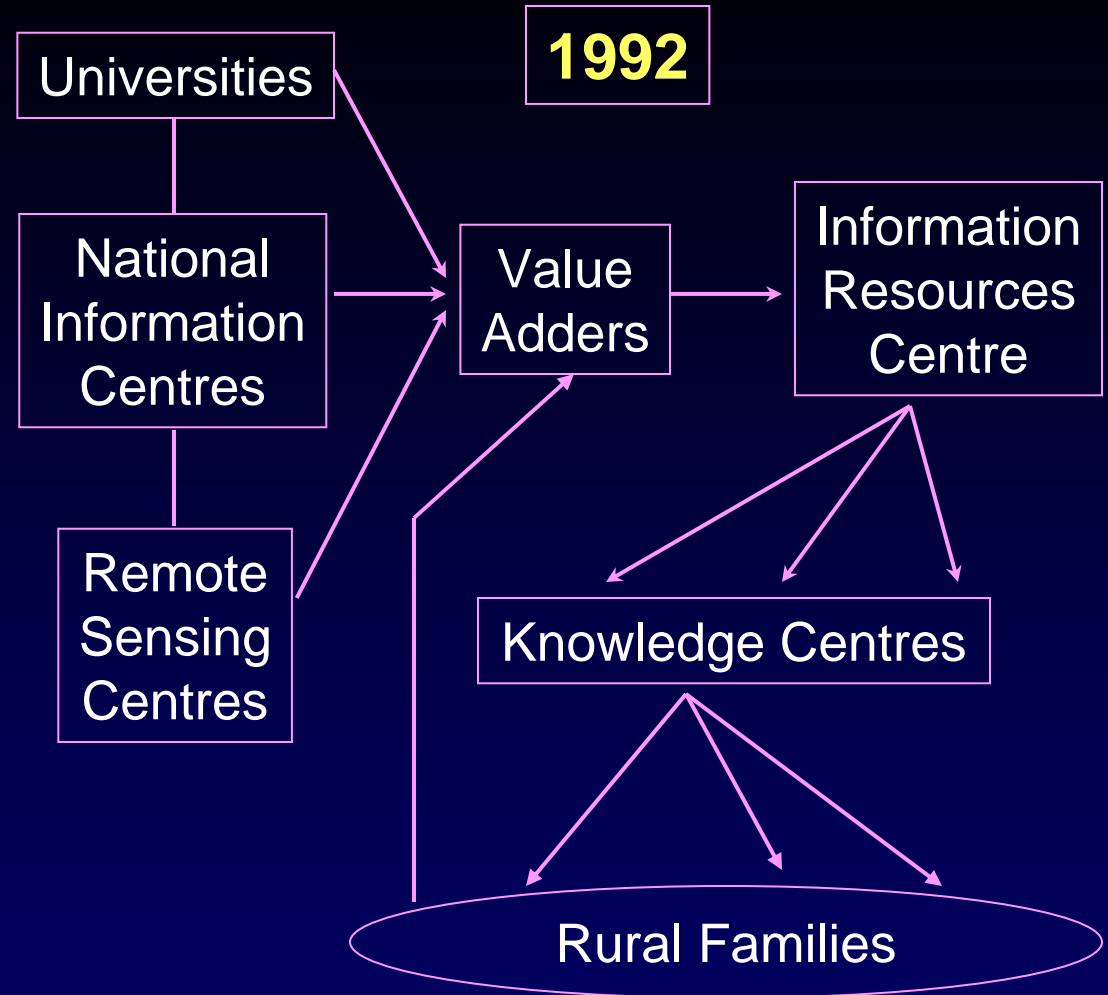 1992
Universities
National
Information
Centres
Remote
Sensing
Centres
Value
Adders
Information
Resources
Centre
Knowledge Centres
Rural Families